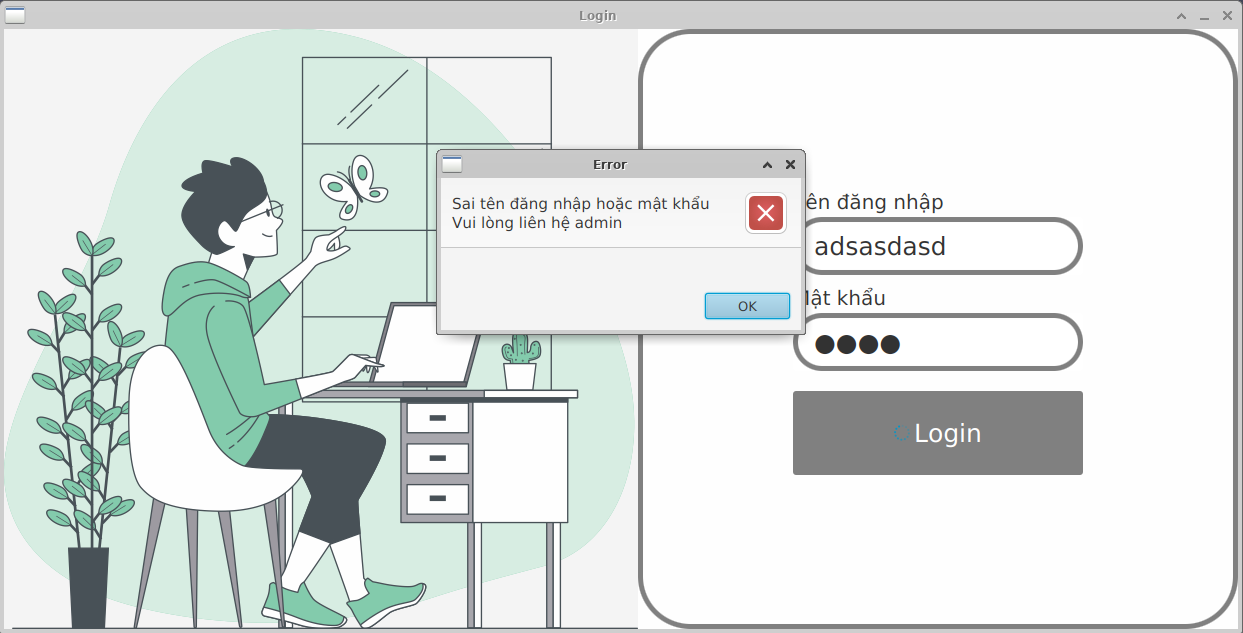 Login
Error
Sai tên đăng nhập hoặc mật khẩu
Vui lòng liên hệ admin
OK
ên đăng nhập
adsasdasd
ật khẩu
Login